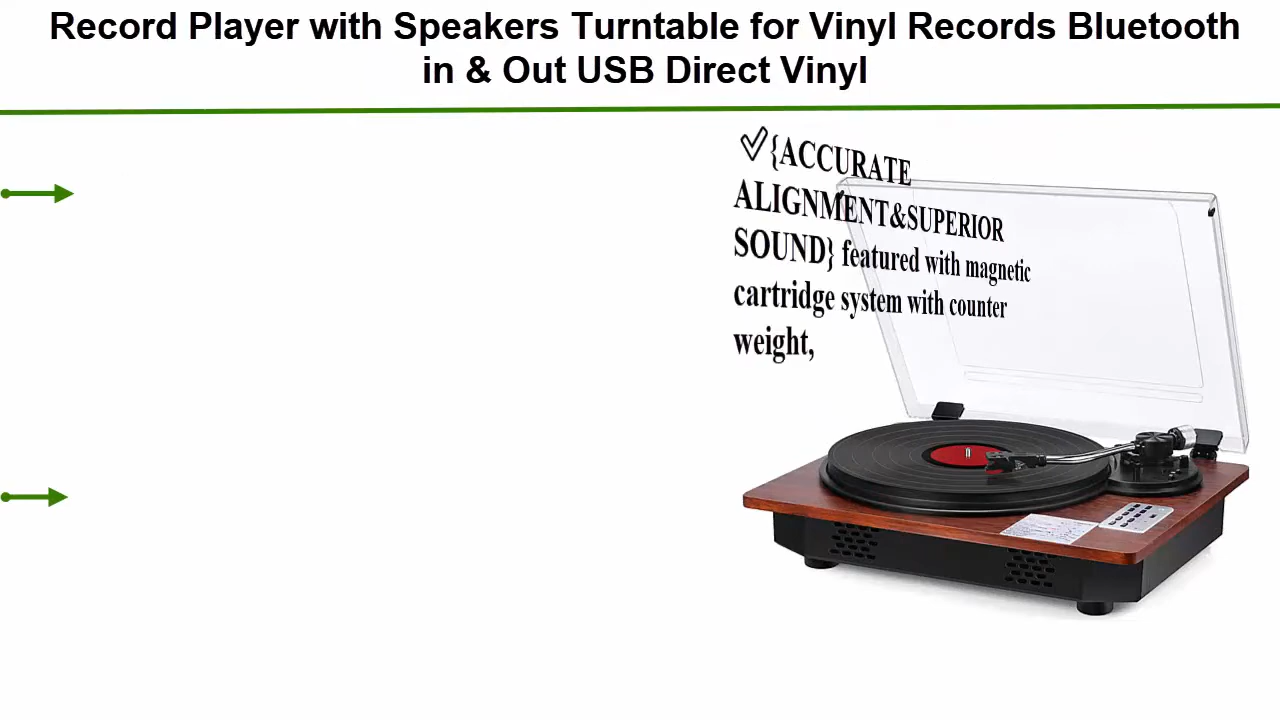 Record Player with Speakers Turntable for Vinyl Records Bluetooth
in & Out USB Direct Vinyl
✓{ACCURATE
ALIGNMENT&SUPERIOR
SOUND} featured with magnetic
cartridge system with counter
weight,